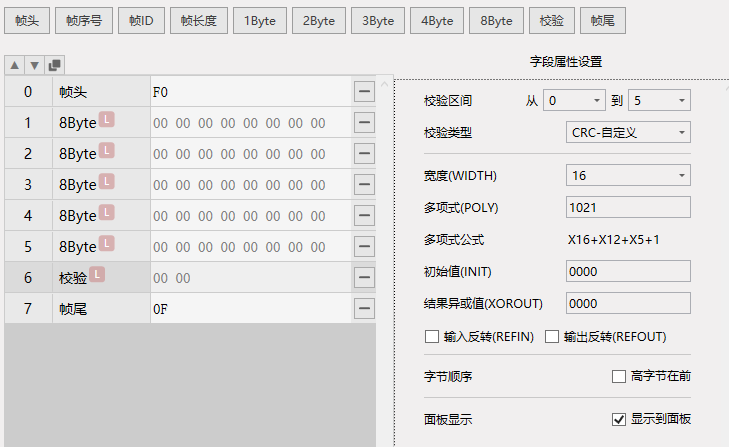 帧头 帧序号 帧ID 帧长度 1Byte 2Byte 3Byte 4Byte 8Byte 校验 帧尾
字段属性设置
0 帧头 F0
1 8Byte L 00 00 00 00 00 00 00 00
2 8Byte L 00 00 00 00 00 00 00 00
3 8Byte L 00 00 00 00 00 00 00 00
4 8Byte L 00 00 00 00 00 00 00 00
5 8Byte L 00 00 00 00 00 00 00 00
6 校验 L 00 00
7 帧尾 0F
校验区间 从 0 到 5
校验类型 CRC-自定义
宽度(WIDTH) 16
多项式(POLY) 1021
多项式公式 X16+X12+X5+1
初始值(INIT) 0000
结果异或值(XOROUT) 0000
输入反转(REFIN) 输出反转(REFOUT)
字节顺序 高字节在前
面板显示 显示到面板